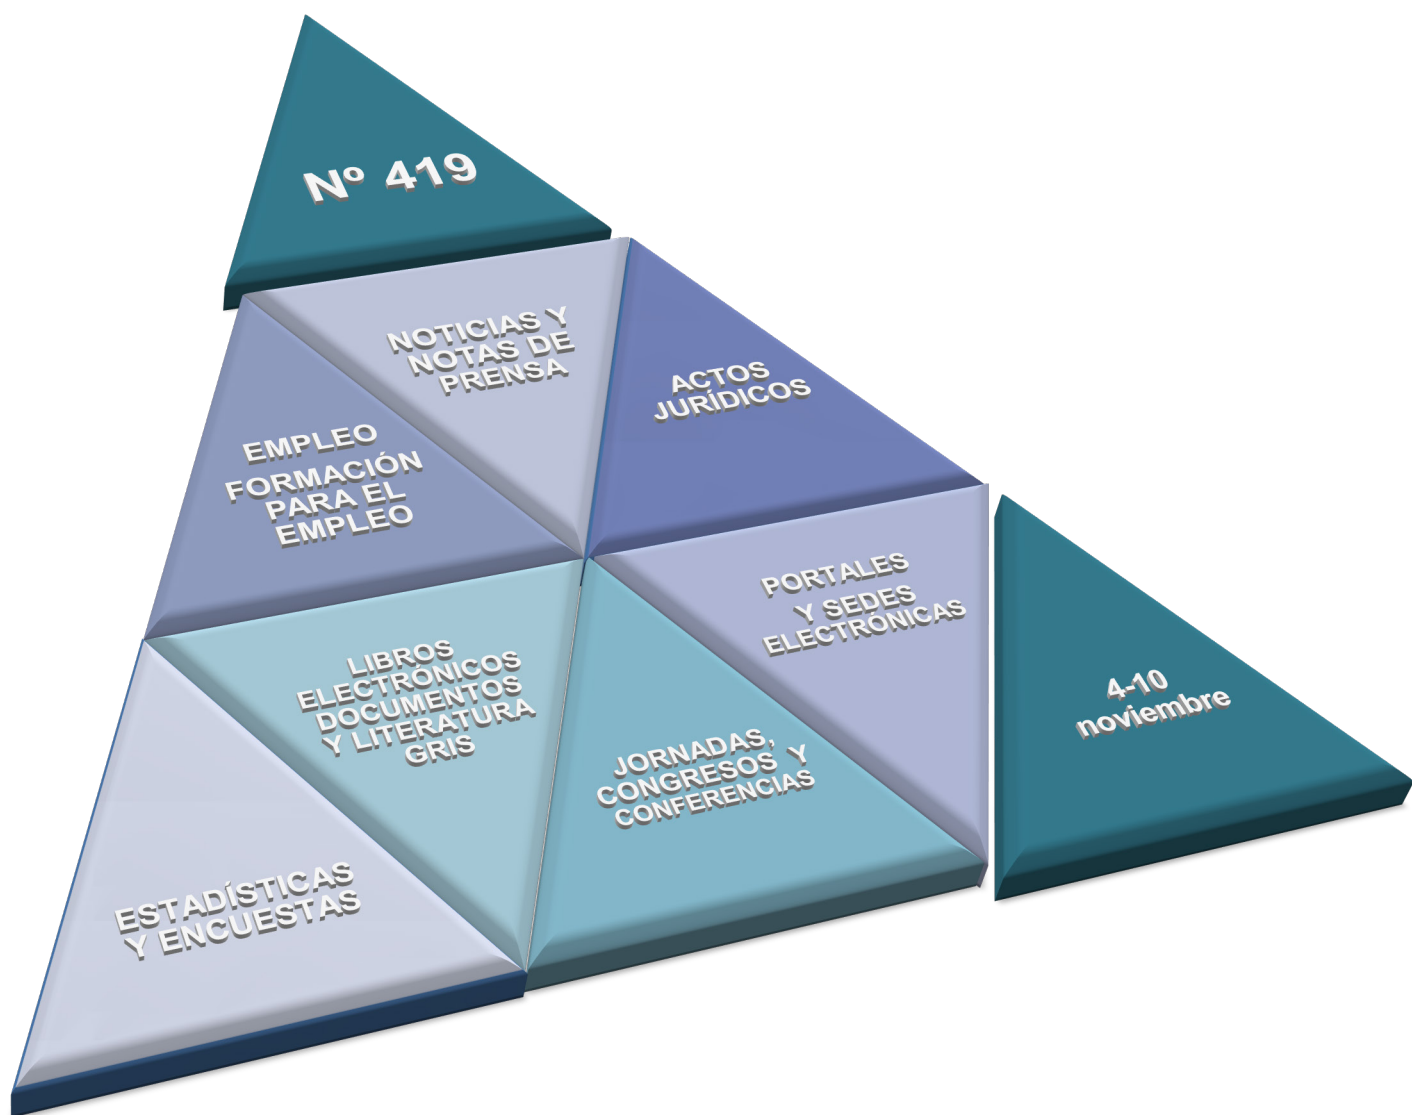 Nº 419
NOTICIAS Y
NOTAS DE
PRENSA
ACTOS
JURÍDICOS
EMPLEO
FORMACIÓN
PARA EL
EMPLEO
PORTALES
Y SEDES
ELECTRÓNICAS
LIBROS
ELECTRÓNICOS
DOCUMENTOS
Y LITERATURA
GRIS
JORNADAS,
CONGRESOS Y
CONFERENCIAS
4-10
noviembre
ESTADÍSTICAS
Y ENCUESTAS